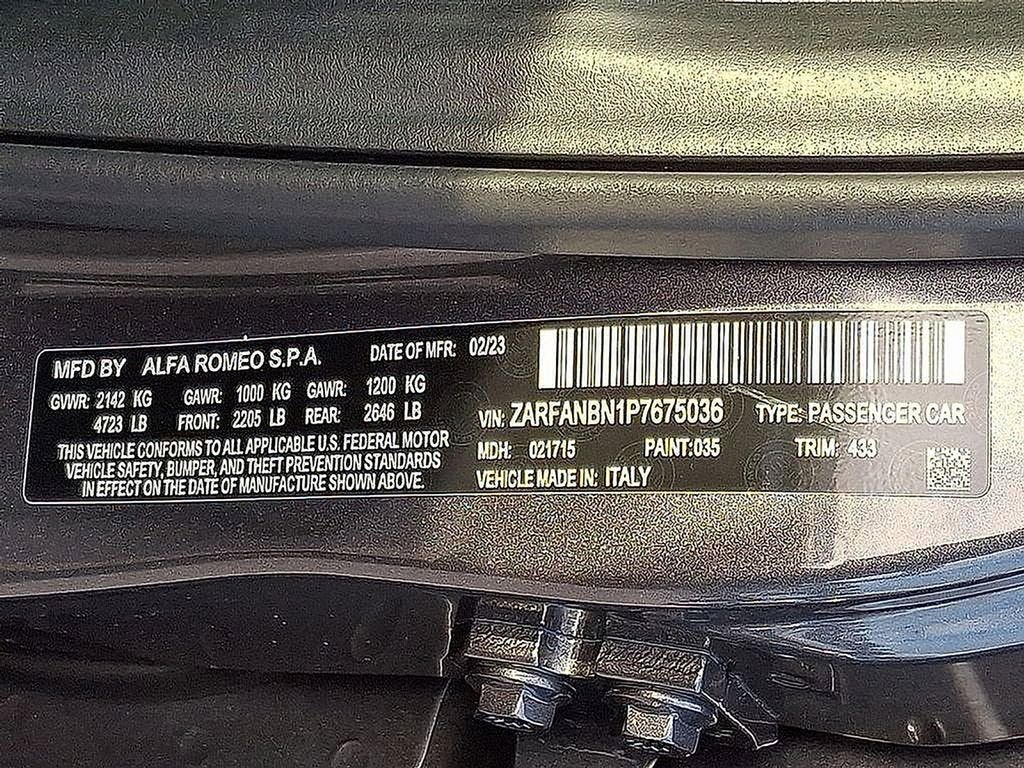 MFD BY ALFA ROMEO S.P.A. DATE OF MFR: 02/23
GVWR: 2142 KG GAWR: 1000 KG GAWR: 1200 KG
4723 LB FRONT: 2205 LB REAR: 2646 LB
THIS VEHICLE CONFORMS TO ALL APPLICABLE U.S. FEDERAL MOTOR
VEHICLE SAFETY, BUMPER, AND THEFT PREVENTION STANDARDS
IN EFFECT ON THE DATE OF MANUFACTURE SHOWN ABOVE.
VIN: ZARFANBN1P7675036 TYPE: PASSENGER CAR
MDH: 021715 PAINT: 035 TRIM: 433
VEHICLE MADE IN: ITALY